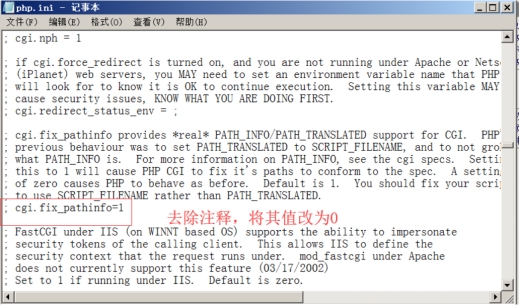 php.ini - 记事本
文件(F) 编辑(E) 格式(O) 查看(V) 帮助(H)
; cgi.nph = 1
; if cgi.force_redirect is turned on, and you are not running under Apache or Netsc
; (iPlanet) web servers, you MAY need to set an environment variable name that PHP
; will look for to know it is OK to continue execution.  Setting this variable MAY
; cause security issues, KNOW WHAT YOU ARE DOING FIRST.
; cgi.redirect_status_env = ;
; cgi.fix_pathinfo provides *real* PATH_INFO/PATH_TRANSLATED support for CGI.  PHP'
; previous behaviour was to set PATH_TRANSLATED to SCRIPT_FILENAME, and to not grok
; what PATH_INFO is.  For more information on PATH_INFO, see the cgi specs.  Settin
; this to 1 will cause PHP CGI to fix it's paths to conform to the spec.  A setting
; of zero causes PHP to behave as before.  Default is 1.  You should fix your scrip
; to use SCRIPT_FILENAME rather than PATH_TRANSLATED.
; cgi.fix_pathinfo=1
去除注释，将其值改为0
; FastCGI under IIS (on WINNT based OS) supports the ability to impersonate
; security tokens of the calling client.  This allows IIS to define the
; security context that the request runs under.  mod_fastcgi under Apache
; does not currently support this feature (03/17/2002)
; Set to 1 if running under IIS.  Default is zero.